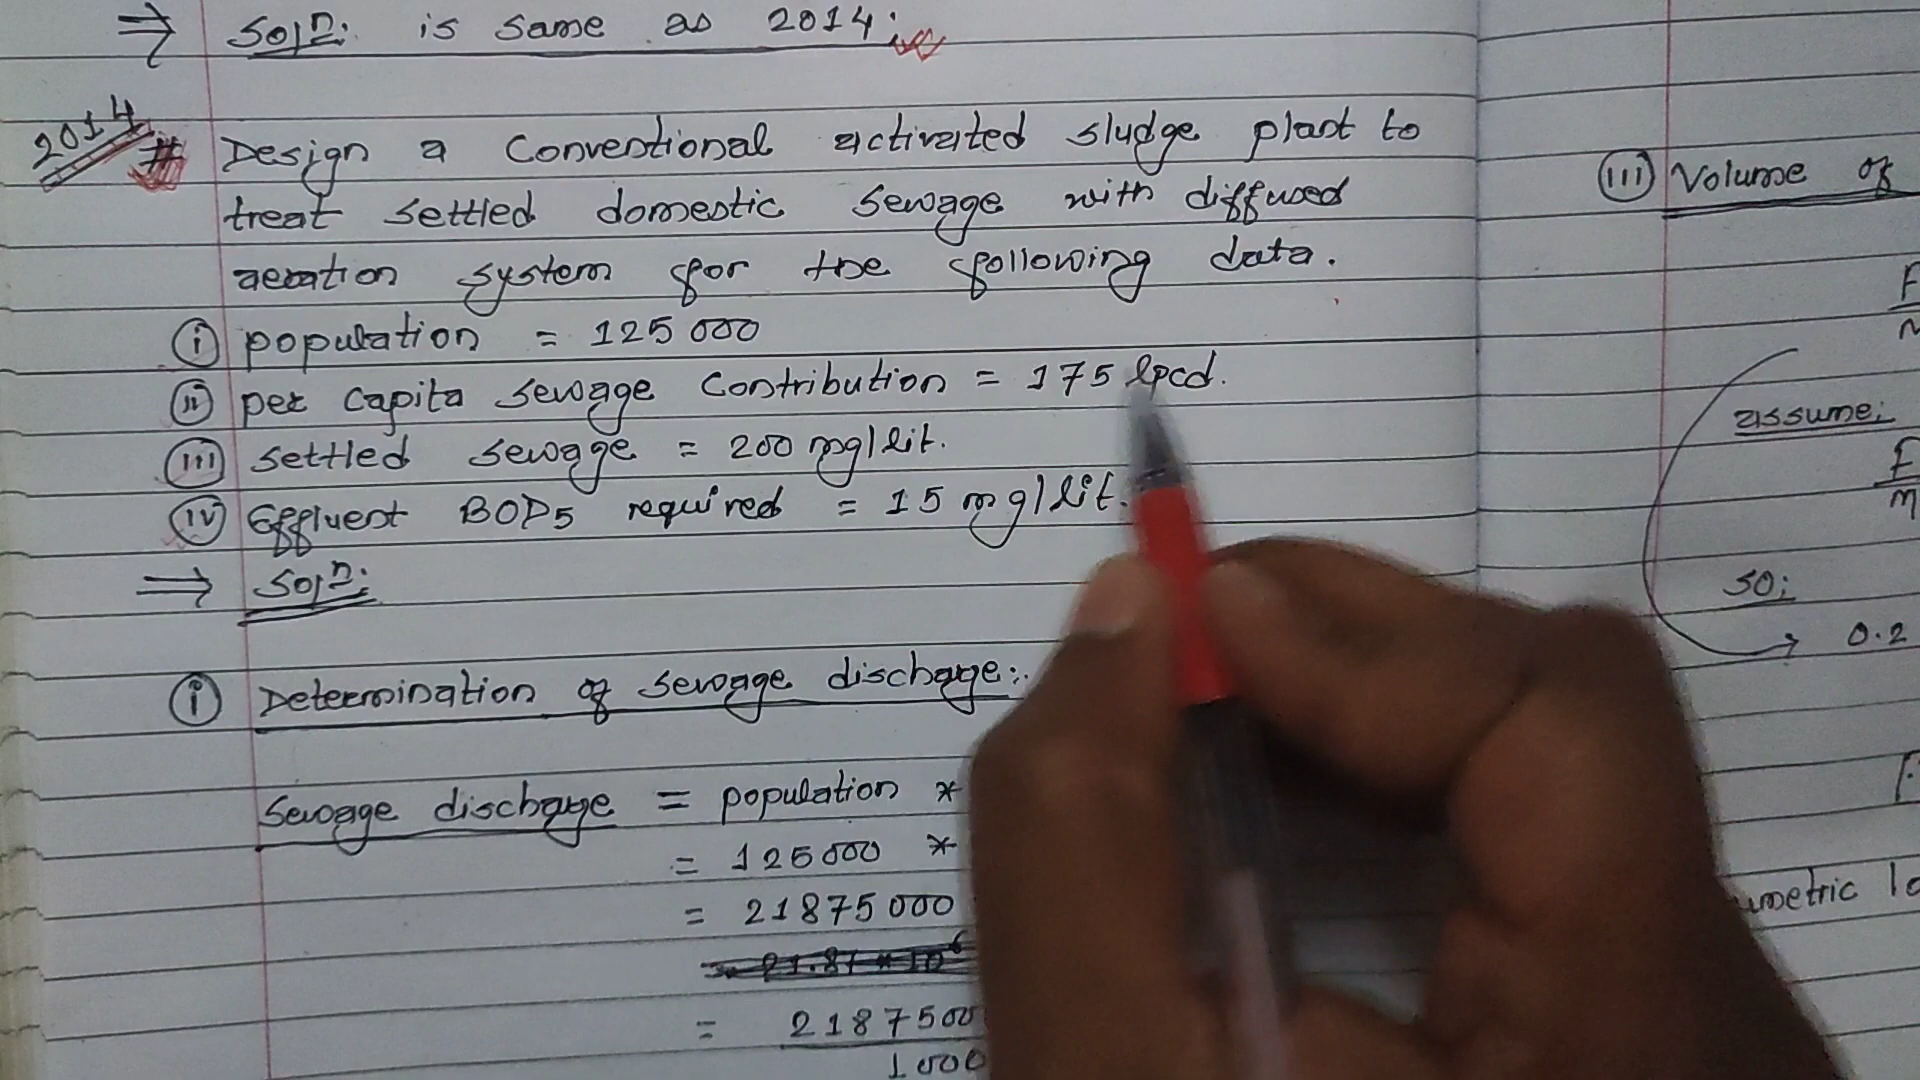 ⇒ Soln: is same as 2014:
2014 # Design a Conventional activated sludge plant to
treat settled domestic sewage with diffused
aeration system for the following data.
(i) population = 125000
(ii) per Capita sewage Contribution = 175 lpcd.
(iii) settled sewage = 200 mg/lit.
(iv) Effluent BOD5 required = 15 mg/lit.
⇒ Soln:
(i) Determination of sewage discharge:
Sewage discharge = population *
= 125000 *
= 21875000
= 2187500
1000
(iii) Volume of
F
M
assume:
F
M
so:
→ 0.2
umetric lo